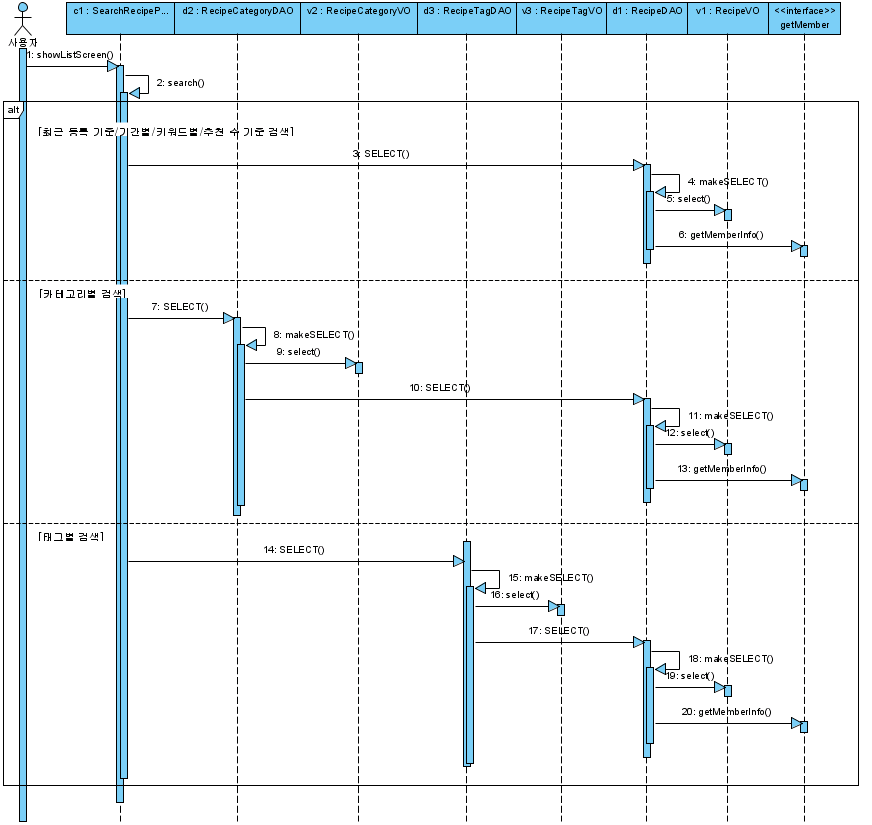 c1 : SearchRecipeP...
d2 : RecipeCategoryDAO
v2 : RecipeCategoryVO
d3 : RecipeTagDAO
v3 : RecipeTagVO
d1 : RecipeDAO
v1 : RecipeVO
<<interface>>
getMember
사용자
1: showListScreen()
2: search()
alt
[최근 등록 기준/기간별/키워드별/추천 수 기준 검색]
3: SELECT()
4: makeSELECT()
5: select()
6: getMemberInfo()
[카테고리별 검색]
7: SELECT()
8: makeSELECT()
9: select()
10: SELECT()
11: makeSELECT()
12: select()
13: getMemberInfo()
[태그별 검색]
14: SELECT()
15: makeSELECT()
16: select()
17: SELECT()
18: makeSELECT()
19: select()
20: getMemberInfo()